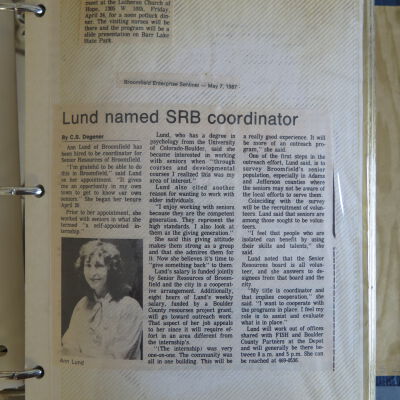 meet at the Lutheran Church of
Hope, 1305 W. 10th, Friday,
April 24, for a noon potluck din-
ner. The visiting nurses will be
there and the program will be a
slide presentation on Barr Lake
State Park.
Broomfield Enterprise Sentinel — May 7, 1987
Lund named SRB coordinator
By C.S. Degener
Ann Lund of Broomfield has
been hired to be coordinator for
Senior Resources of Broomfield.
"I'm grateful to be able to do
this in Broomfield," said Lund
on her appointment. "It gives
me an opportunity in my own
town to get to know our own
seniors." She began her tenure
April 20.
Prior to her appointment, she
worked with seniors in what she
termed "a self-appointed in-
ternship."
Ann Lund
Lund, who has a degree in
psychology from the University
of Colorado-Boulder, said she
became interested in working
with seniors when "through
courses and developmental
courses I realized this was my
area of interest."
Lund also cited another
reason for wanting to work with
older individuals.
"I enjoy working with seniors
because they are the competent
generation. They represent the
high standards. I also look at
them as the giving generation."
She said this giving attitude
makes them strong as a group
and that she admires them for
it. Now she believes it's time to
"give something back" to them.
Lund's salary is funded jointly
by Senior Resources of Broom-
field and the city in a cooperative
arrangement. Additionally,
eight hours of Lund's weekly
salary, funded by a Boulder
County resources project grant,
will go toward outreach work.
That aspect of her job appeals
to her since it will require ef-
fort in an area different from
the internship's.
"(The internship) was very
one-on-one. The community was
all in one building. This will be
a really good experience. It will
be more of an outreach pro-
gram," she said.
One of the first steps in the
outreach effort, Lund said, is to
survey Broomfield's senior
population, especially in Adams
and Jefferson counties where
the seniors may not be aware of
the local efforts to serve them.
Coinciding with the survey
will be the recruitment of volun-
teers. Lund said that seniors are
among those sought to be volun-
teers.
"I feel that people who are
isolated can benefit by using
their skills and talents," she
said.
Lund noted that the Senior
Resources board is all volun-
teer, and she answers to de-
signees from that board and the
city.
"My title is coordinator and
that implies cooperation," she
said. "I want to cooperate with
the programs in place. I feel my
role is to assist and evaluate
what is in place."
Lund will work out of offices
shared with FISH and Boulder
County Partners at the Depot
and will generally be there bet-
ween 8 a.m. and 5 p.m. She can
be reached at 469-0536.